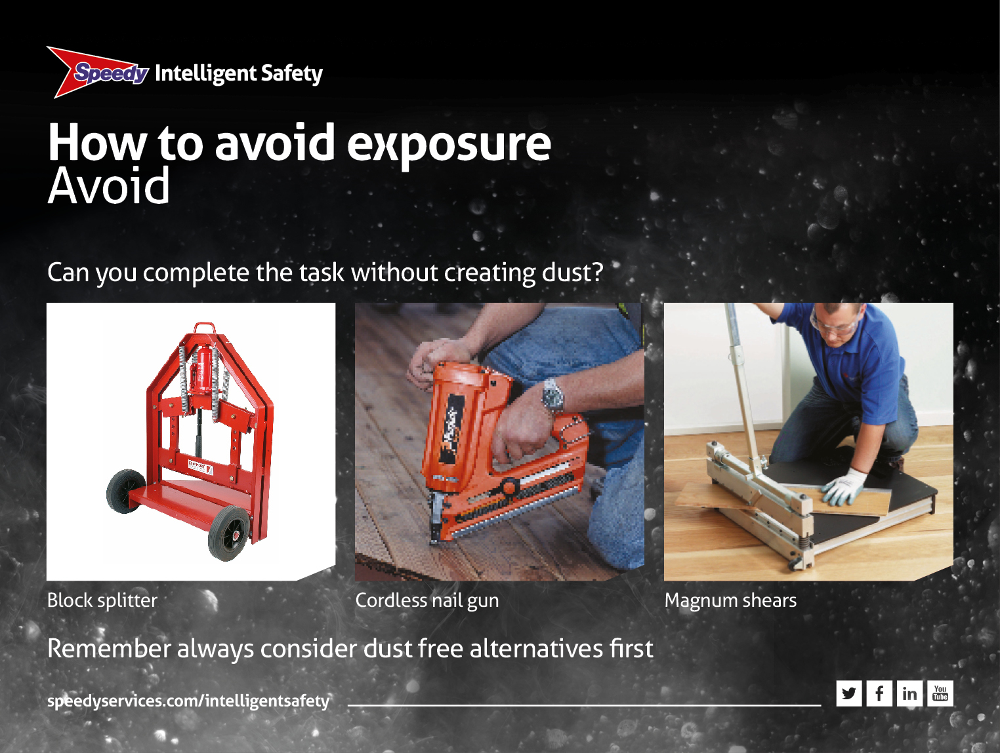 Speedy Intelligent Safety
How to avoid exposure
Avoid
Can you complete the task without creating dust?
Block splitter
Cordless nail gun
Magnum shears
Remember always consider dust free alternatives first
speedyservices.com/intelligentsafety
You
Tube